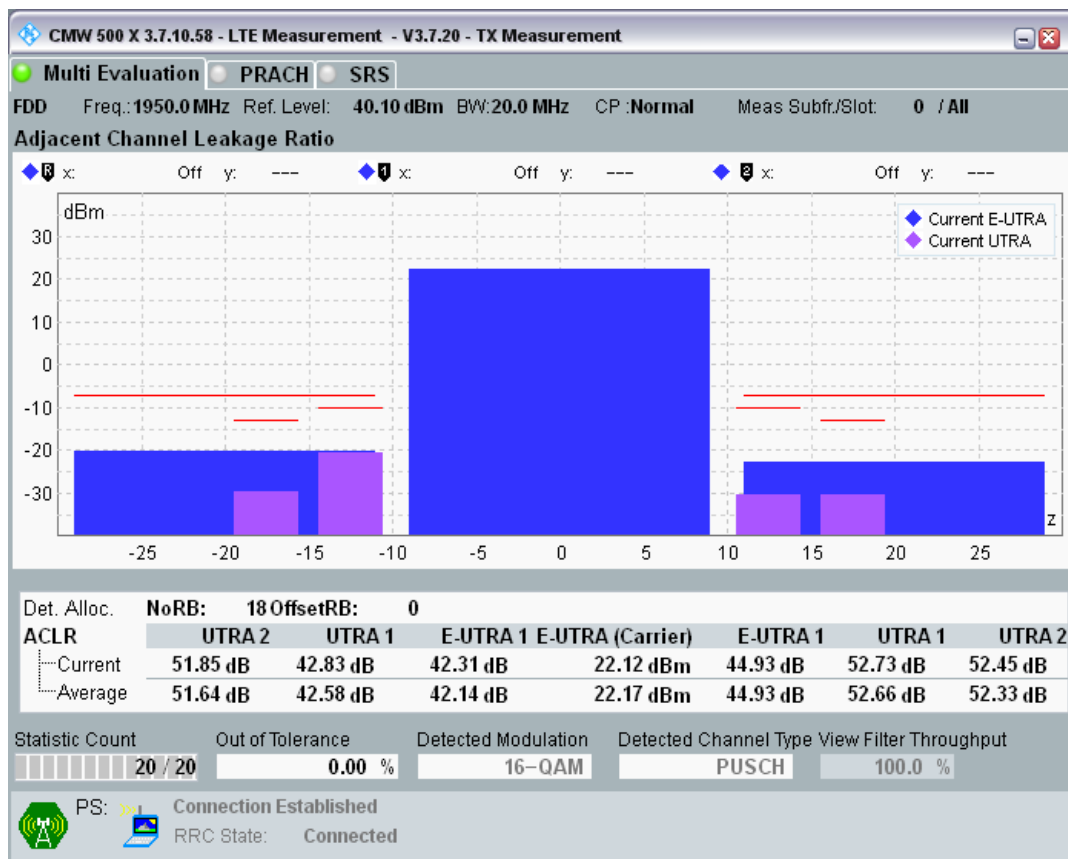 CMW 500 X 3.7.10.58 - LTE Measurement - V3.7.20 - TX Measurement
Multi Evaluation PRACH SRS
FDD Freq.:1950.0 MHz Ref. Level: 40.10 dBm BW:20.0 MHz CP :Normal Meas Subfr./Slot: 0 / All
Adjacent Channel Leakage Ratio
R x: Off y: --- 1 x: Off y: --- 2 x: Off y: ---
dBm
Current E-UTRA
Current UTRA
30
20
10
0
-10
-20
-30
z
-25 -20 -15 -10 -5 0 5 10 15 20 25
Det. Alloc. NoRB: 18 OffsetRB: 0
ACLR UTRA 2 UTRA 1 E-UTRA 1 E-UTRA (Carrier) E-UTRA 1 UTRA 1 UTRA 2
Current 51.85 dB 42.83 dB 42.31 dB 22.12 dBm 44.93 dB 52.73 dB 52.45 dB
Average 51.64 dB 42.58 dB 42.14 dB 22.17 dBm 44.93 dB 52.66 dB 52.33 dB
Statistic Count Out of Tolerance Detected Modulation Detected Channel Type View Filter Throughput
20 / 20 0.00 % 16-QAM PUSCH 100.0 %
PS: Connection Established
RRC State: Connected